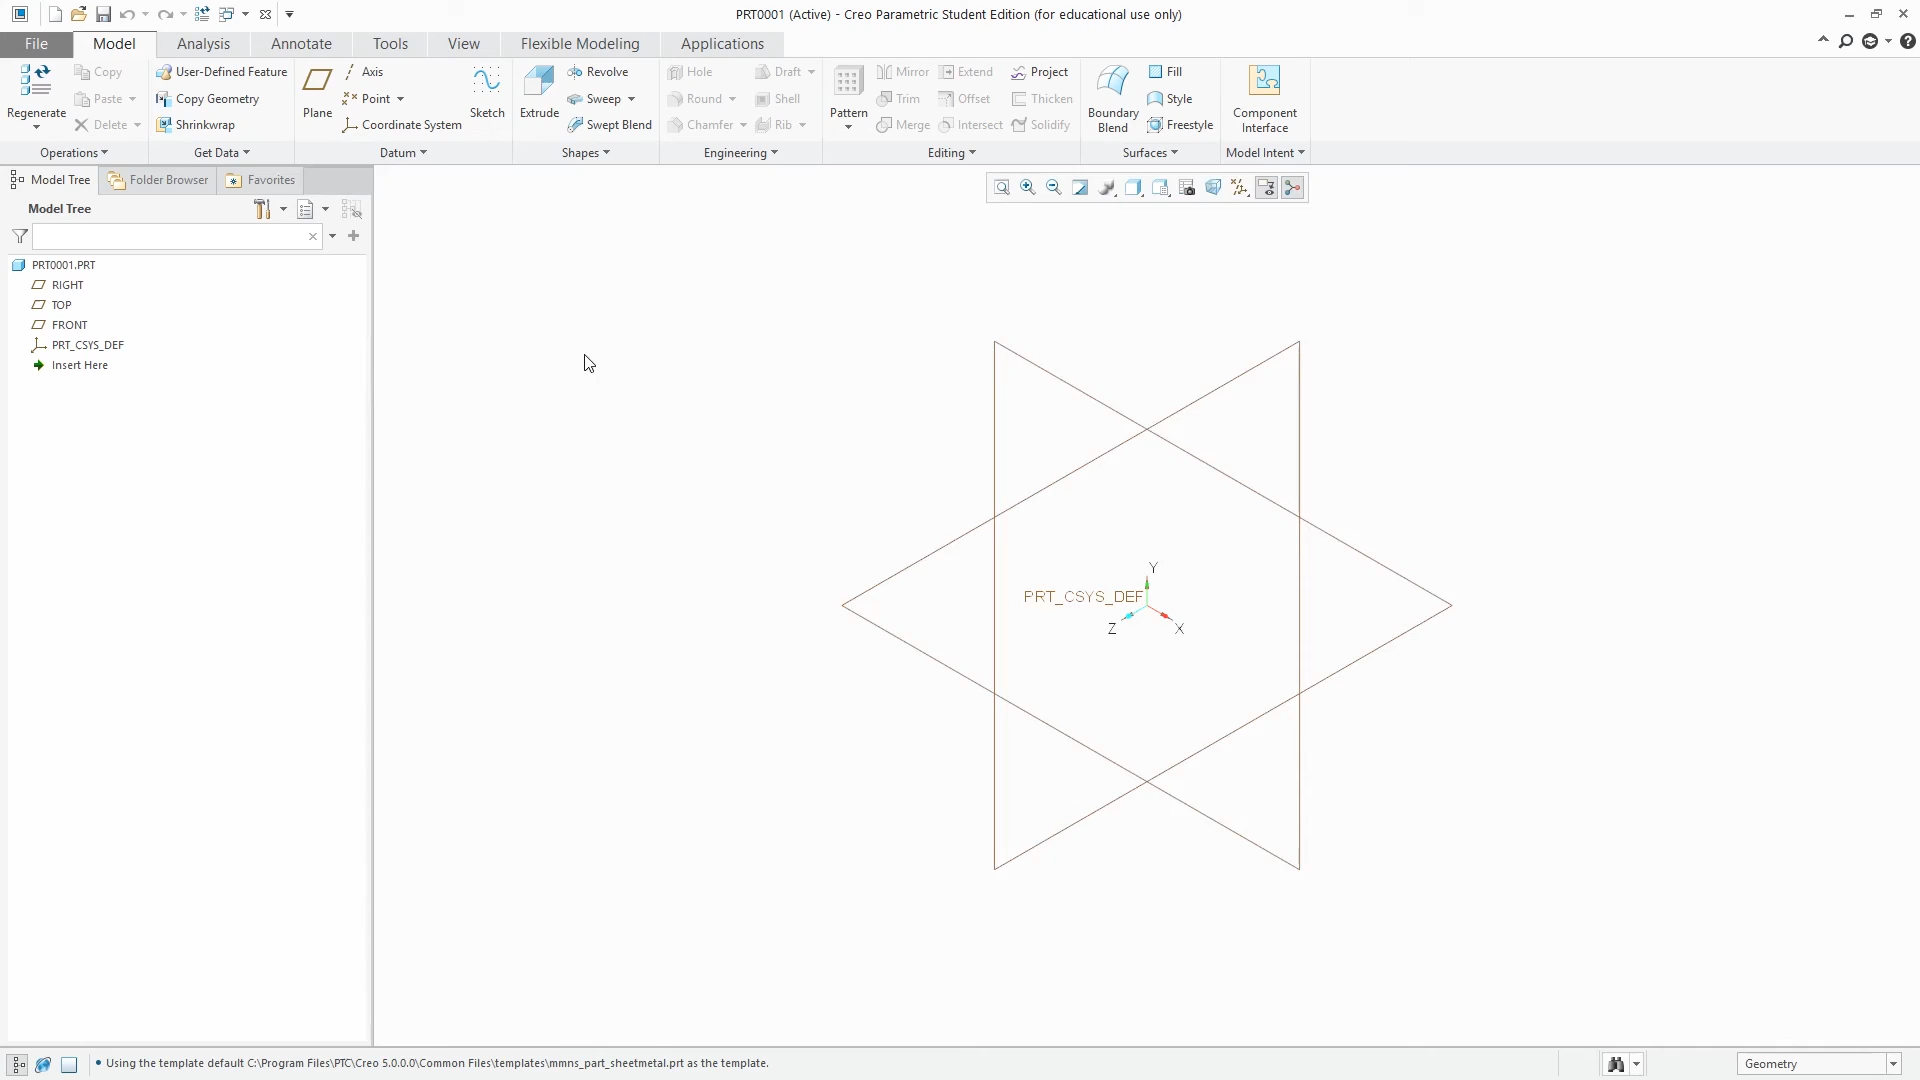 PRT0001 (Active) - Creo Parametric Student Edition (for educational use only)
File Model Analysis Annotate Tools View Flexible Modeling Applications
Regenerate
Copy
Paste
Delete
Operations
User-Defined Feature
Copy Geometry
Shrinkwrap
Get Data
Plane
Axis
Point
Coordinate System
Sketch
Datum
Extrude
Revolve
Sweep
Swept Blend
Shapes
Hole
Round
Chamfer
Draft
Shell
Rib
Engineering
Pattern
Mirror
Trim
Merge
Extend
Offset
Intersect
Project
Thicken
Solidify
Editing
Boundary
Blend
Fill
Style
Freestyle
Surfaces
Component
Interface
Model Intent
Model Tree Folder Browser Favorites
Model Tree
PRT0001.PRT
RIGHT
TOP
FRONT
PRT_CSYS_DEF
Insert Here
Y
PRT_CSYS_DEF
Z X
Using the template default C:\Program Files\PTC\Creo 5.0.0.0\Common Files\templates\mmns_part_sheetmetal.prt as the template.
Geometry